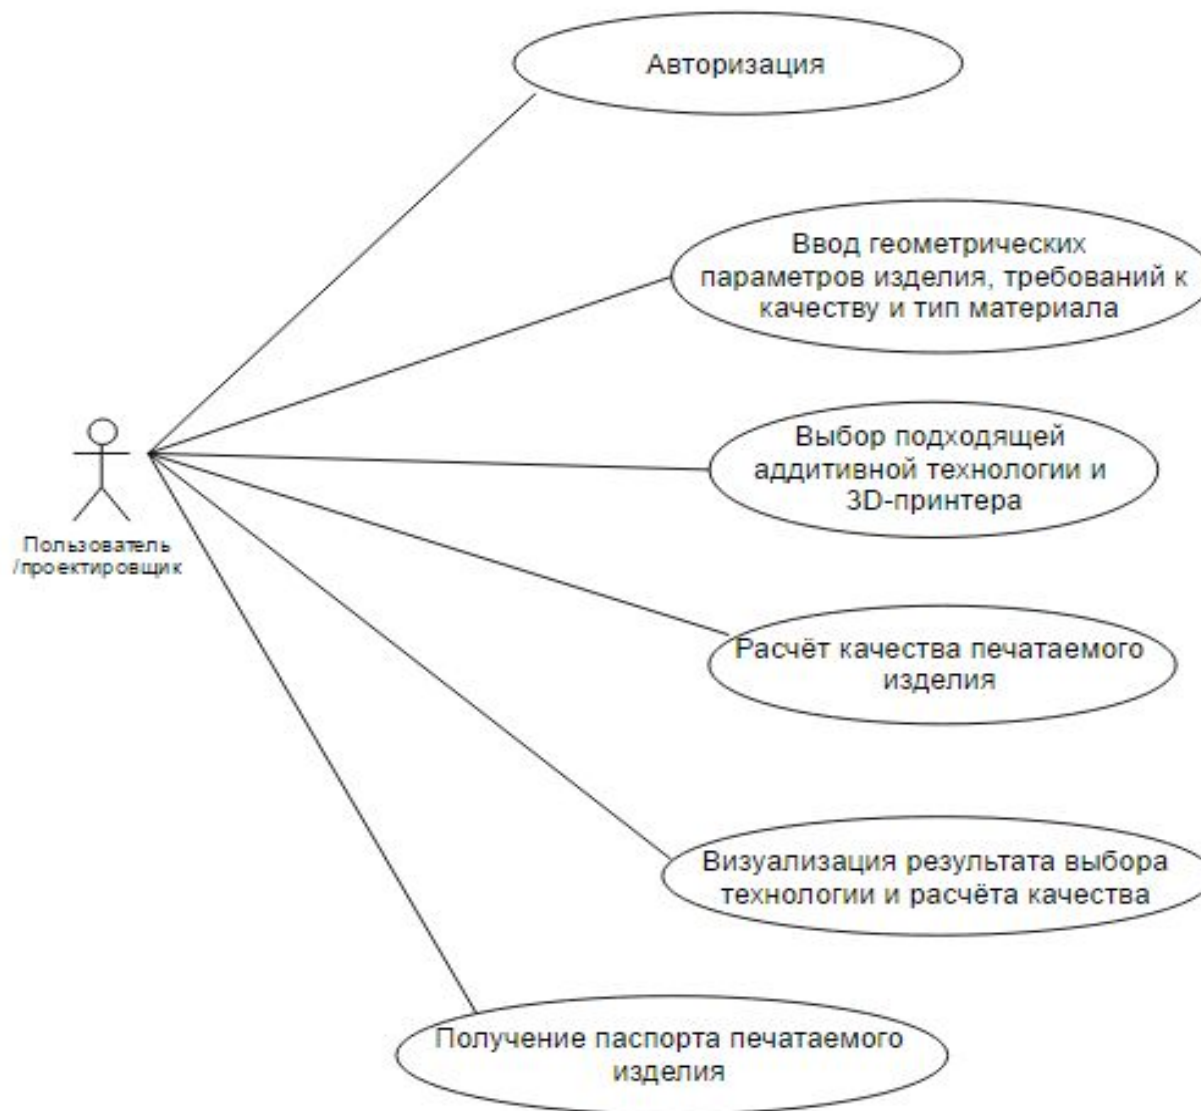 Авторизация
Ввод геометрических
параметров изделия, требований к
качеству и тип материала
Выбор подходящей
аддитивной технологии и
3D-принтера
Пользователь
/проектировщик
Расчёт качества печатаемого
изделия
Визуализация результата выбора
технологии и расчёта качества
Получение паспорта печатаемого
изделия